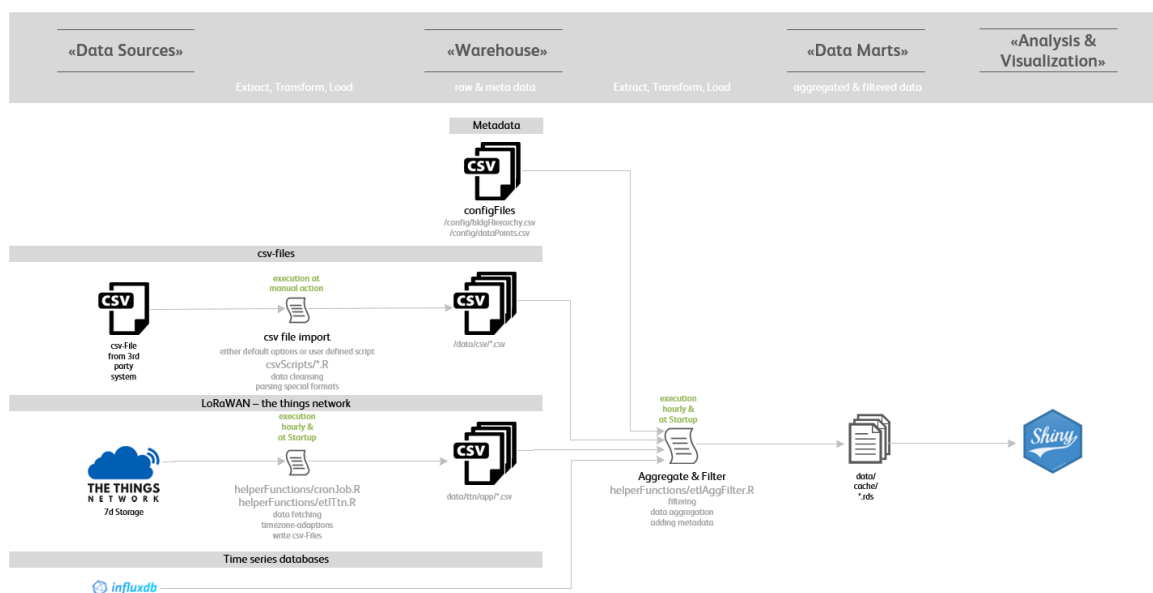 «Data Sources»
«Warehouse»
«Data Marts»
«Analysis &
Visualization»
Extract, Transform, Load
raw & meta data
Extract, Transform, Load
aggregated & filtered data
Metadata
CSV
configFiles
/config/bldgHierarchy.csv
/config/dataPoints.csv
csv-files
CSV
csv-File
from 3rd
party
system
execution at
manual action
csv file import
either default options or user defined script
csvScripts/*.R
data cleansing
parsing special formats
CSV
/data/csv/*.csv
LoRaWAN – the things network
THE THINGS
NETWORK
7d Storage
execution
hourly &
at Startup
helperFunctions/cronJob.R
helperFunctions/etlTtn.R
data fetching
timezone-adaptions
write csv-Files
CSV
data/ttn/app/*.csv
execution
hourly &
at Startup
Aggregate & Filter
helperFunctions/etlAggFilter.R
filtering
data aggregation
adding metadata
data/
cache/
*.rds
Shiny
Time series databases
influxdb